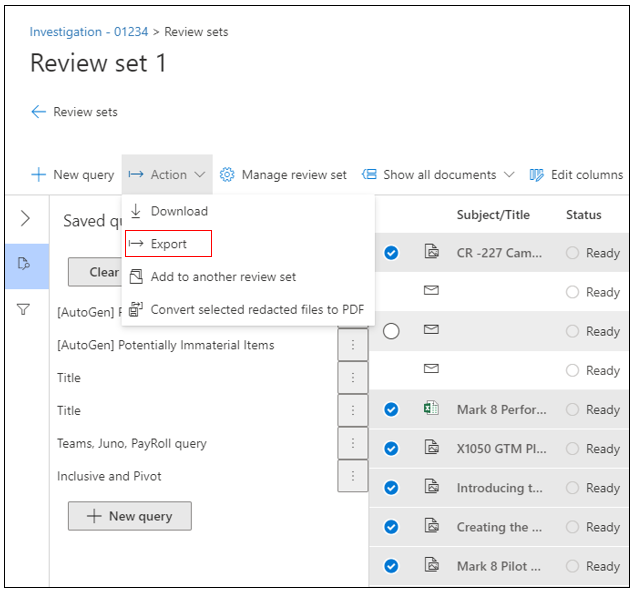 Investigation - 01234 > Review sets
Review set 1
Review sets
New query Action Manage review set Show all documents Edit columns
Download
Export
Add to another review set
Convert selected redacted files to PDF
Saved qu
Clear
[AutoGen] P
[AutoGen] Potentially Immaterial Items
Title
Title
Teams, Juno, PayRoll query
Inclusive and Pivot
New query
Subject/Title Status
CR -227 Cam... Ready
Ready
Ready
Ready
Mark 8 Perfor... Ready
X1050 GTM Pl... Ready
Introducing t... Ready
Creating the ... Ready
Mark 8 Pilot ... Ready